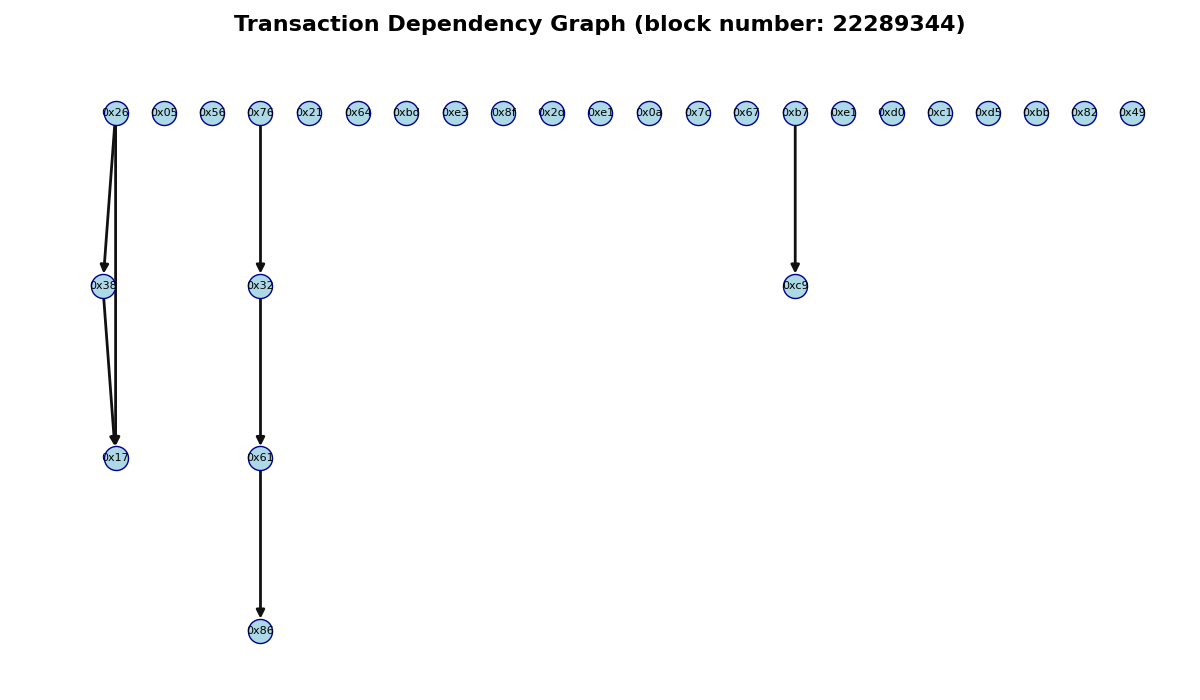 Transaction Dependency Graph (block number: 22289344)
0x26 0x05 0x56 0x76 0x21 0x64 0xbd 0xe3 0x8f 0x2d 0xe1 0x0a 0x7c 0x67 0xb7 0xe1 0xd0 0xc1 0xd5 0xbb 0x82 0x49
0x38 0x32 0xc9
0x17 0x61
0x86